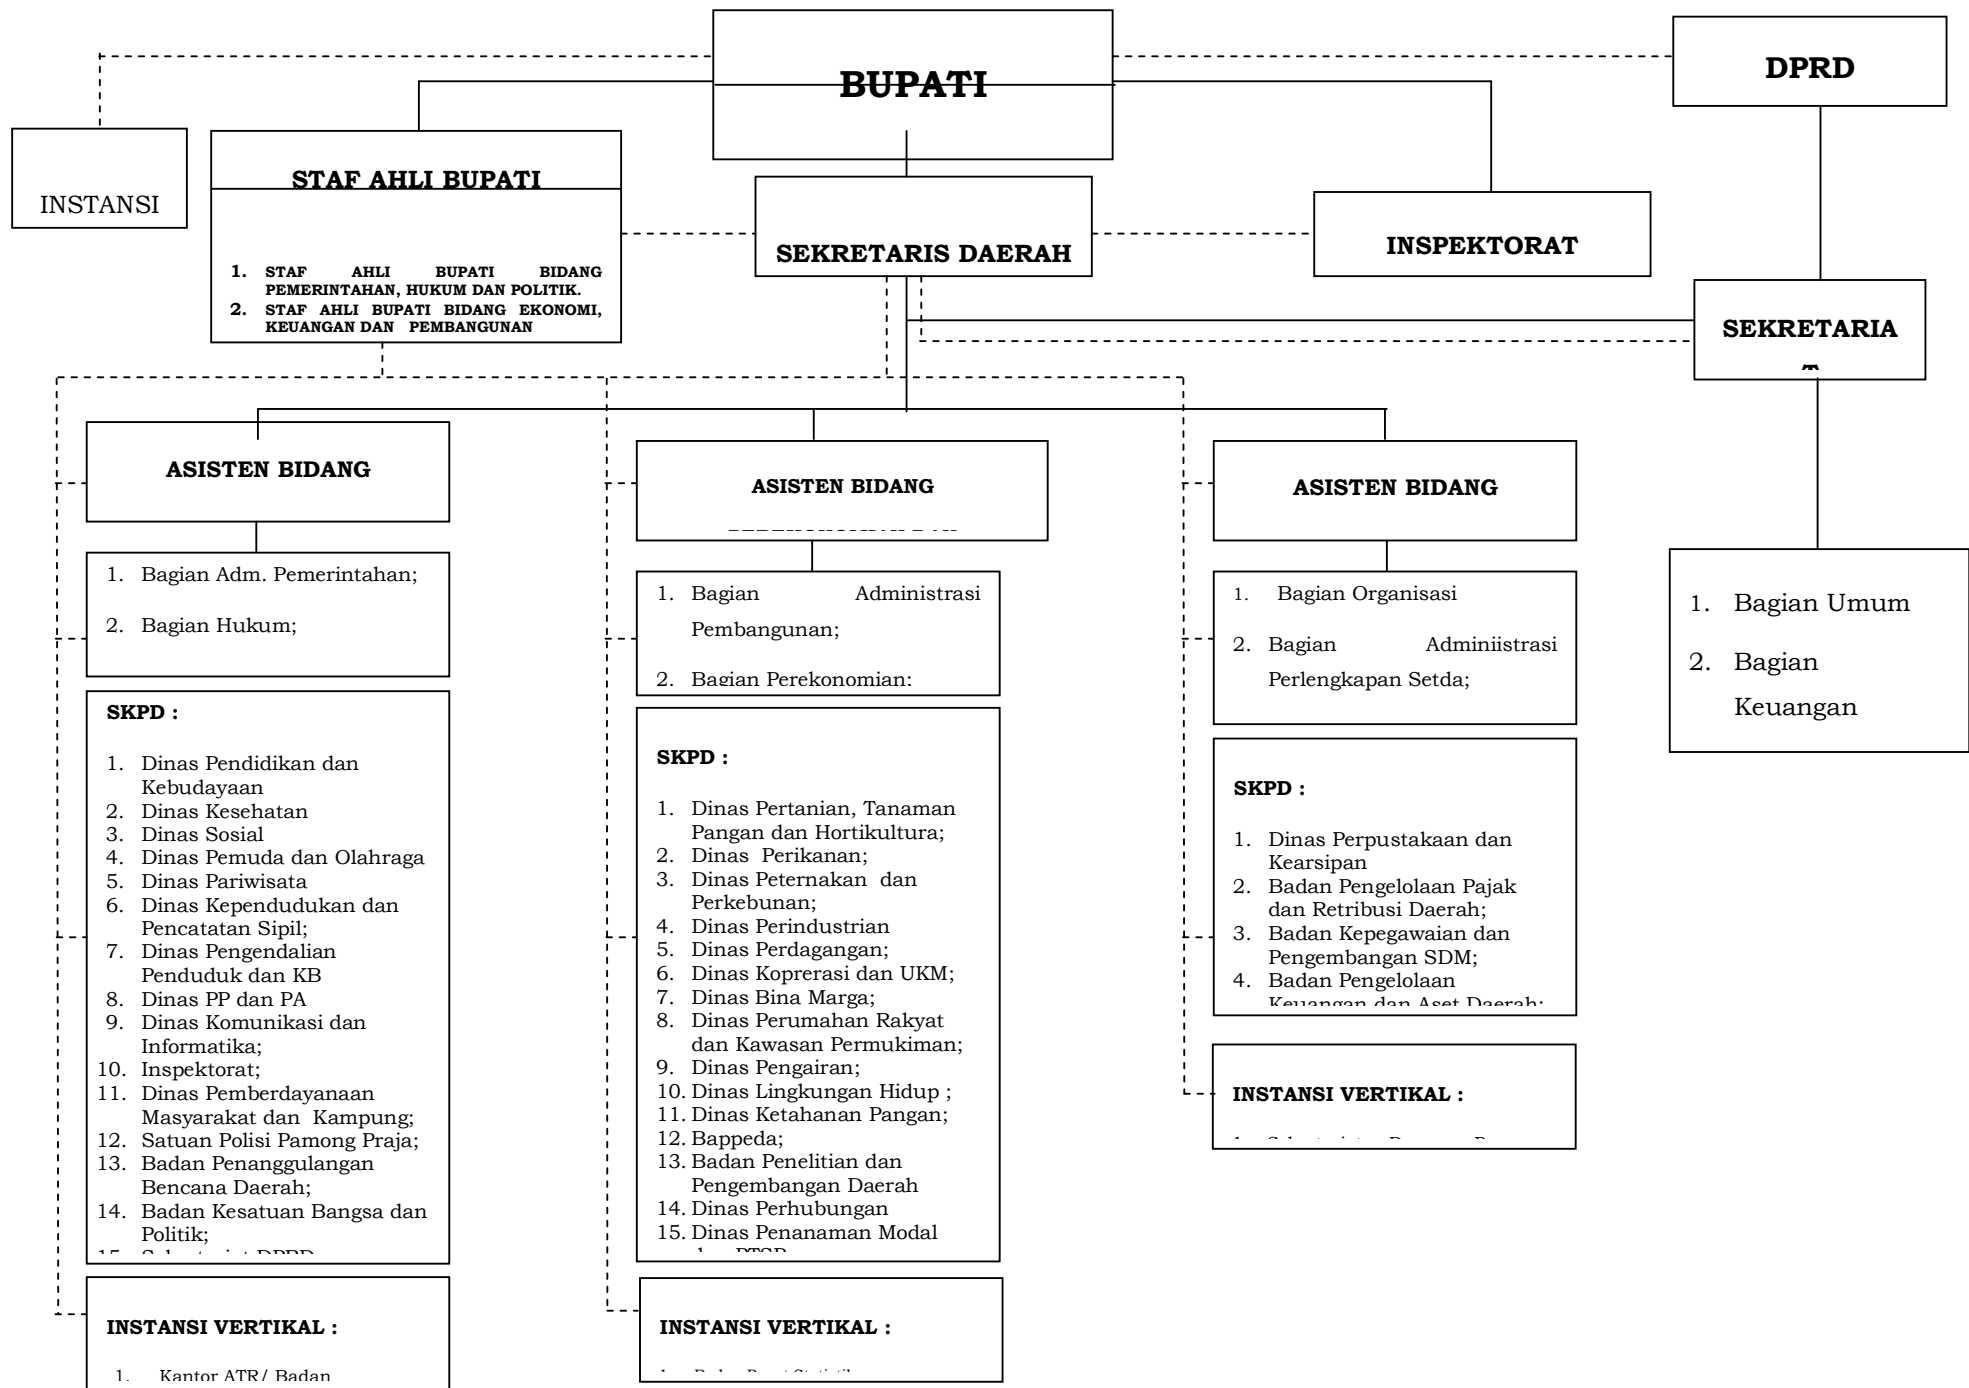 BUPATI
DPRD
INSTANSI
STAF AHLI BUPATI
1. STAF AHLI BUPATI BIDANG
PEMERINTAHAN, HUKUM DAN POLITIK.
2. STAF AHLI BUPATI BIDANG EKONOMI,
KEUANGAN DAN PEMBANGUNAN
SEKRETARIS DAERAH
INSPEKTORAT
SEKRETARIA
ASISTEN BIDANG
1. Bagian Adm. Pemerintahan;
2. Bagian Hukum;
SKPD :
1. Dinas Pendidikan dan
Kebudayaan
2. Dinas Kesehatan
3. Dinas Sosial
4. Dinas Pemuda dan Olahraga
5. Dinas Pariwisata
6. Dinas Kependudukan dan
Pencatatan Sipil;
7. Dinas Pengendalian
Penduduk dan KB
8. Dinas PP dan PA
9. Dinas Komunikasi dan
Informatika;
10. Inspektorat;
11. Dinas Pemberdayanaan
Masyarakat dan Kampung;
12. Satuan Polisi Pamong Praja;
13. Badan Penanggulangan
Bencana Daerah;
14. Badan Kesatuan Bangsa dan
Politik;
INSTANSI VERTIKAL :
1. Kantor ATR/ Badan
ASISTEN BIDANG
1. Bagian Administrasi
Pembangunan;
2. Bagian Perekonomian;
SKPD :
1. Dinas Pertanian, Tanaman
Pangan dan Hortikultura;
2. Dinas Perikanan;
3. Dinas Peternakan dan
Perkebunan;
4. Dinas Perindustrian
5. Dinas Perdagangan;
6. Dinas Koprerasi dan UKM;
7. Dinas Bina Marga;
8. Dinas Perumahan Rakyat
dan Kawasan Permukiman;
9. Dinas Pengairan;
10. Dinas Lingkungan Hidup ;
11. Dinas Ketahanan Pangan;
12. Bappeda;
13. Badan Penelitian dan
Pengembangan Daerah
14. Dinas Perhubungan
15. Dinas Penanaman Modal
INSTANSI VERTIKAL :
ASISTEN BIDANG
1. Bagian Organisasi
2. Bagian Adminiistrasi
Perlengkapan Setda;
SKPD :
1. Dinas Perpustakaan dan
Kearsipan
2. Badan Pengelolaan Pajak
dan Retribusi Daerah;
3. Badan Kepegawaian dan
Pengembangan SDM;
4. Badan Pengelolaan
Keuangan dan Aset Daerah;
INSTANSI VERTIKAL :
1. Bagian Umum
2. Bagian
Keuangan